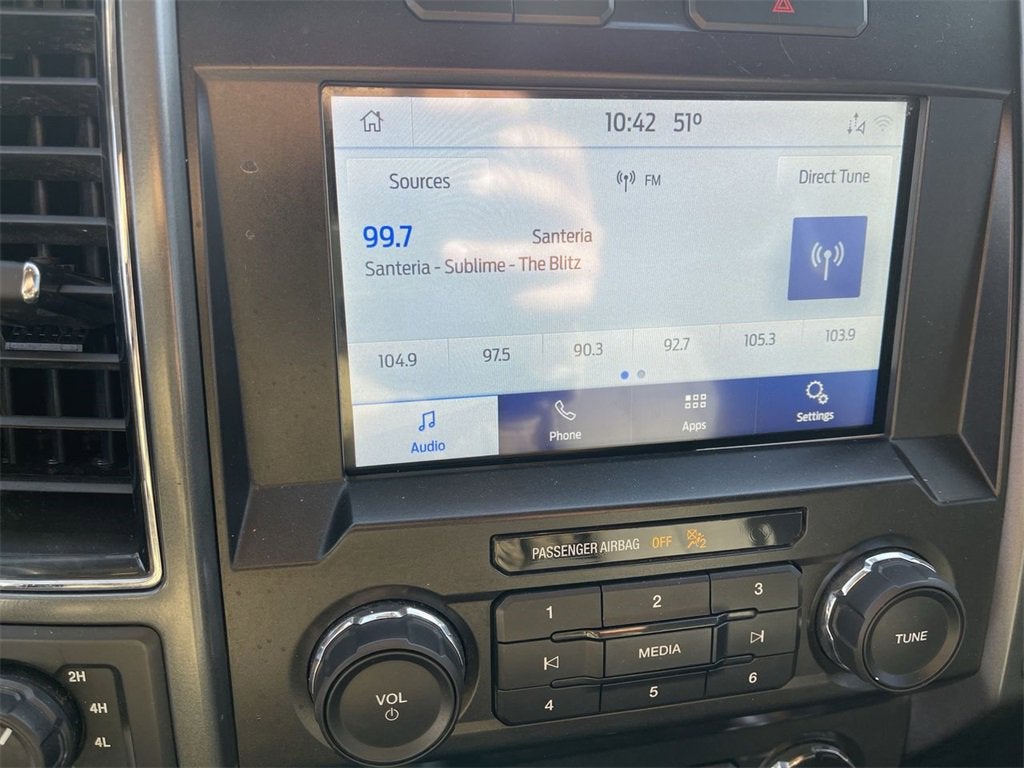 10:42 51°
Sources FM Direct Tune
99.7 Santeria
Santeria - Sublime - The Blitz
104.9 97.5 90.3 92.7 105.3 103.9
Audio Phone Apps Settings
PASSENGER AIRBAG OFF
1 2 3
MEDIA
4 5 6
VOL
TUNE
2H
4H
4L